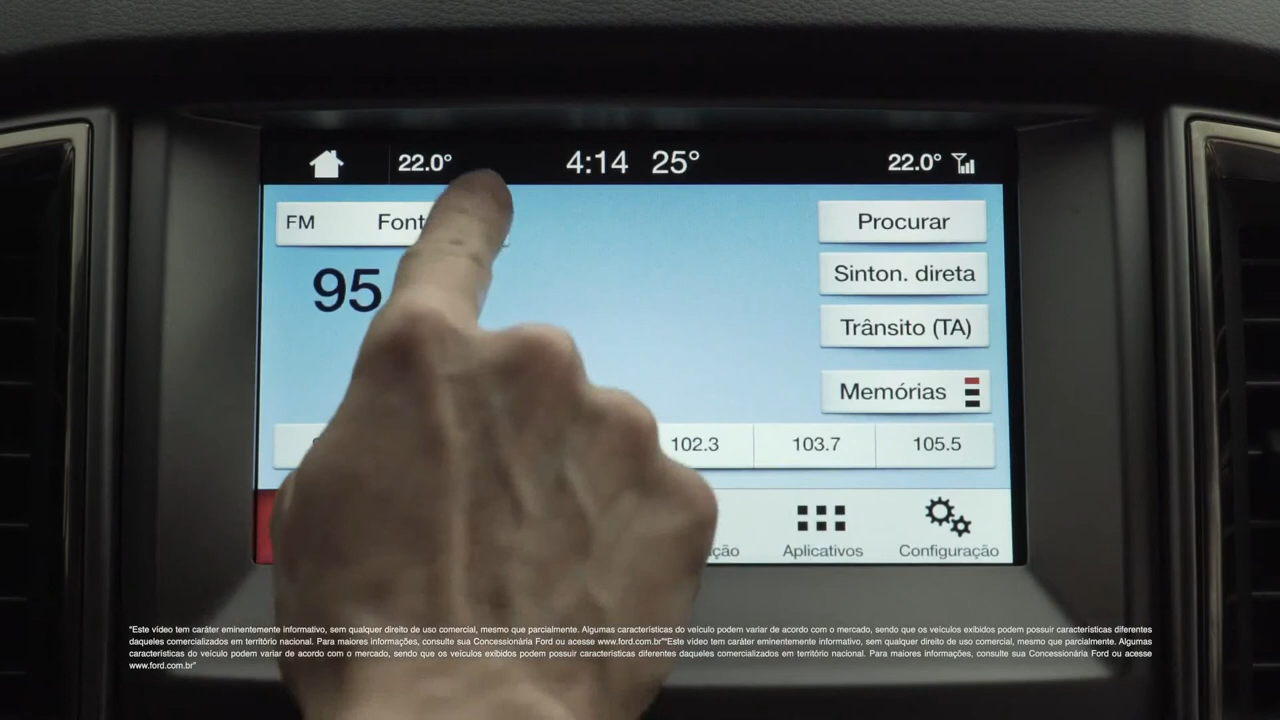 22.0° 4:14 25° 22.0°
FM
Procurar
95
Sinton. direta
Trânsito (TA)
Memórias
102.3 103.7 105.5
Aplicativos Configuração
"Este vídeo tem caráter eminentemente informativo, sem qualquer direito de uso comercial, mesmo que parcialmente. Algumas características do veículo podem variar de acordo com o mercado, sendo que os veículos exibidos podem possuir características diferentes
daqueles comercializados em território nacional. Para maiores informações, consulte sua Concessionária Ford ou acesse www.ford.com.br""Este vídeo tem caráter eminentemente informativo, sem qualquer direito de uso comercial, mesmo que parcialmente. Algumas
características do veículo podem variar de acordo com o mercado, sendo que os veículos exibidos podem possuir características diferentes daqueles comercializados em território nacional. Para maiores informações, consulte sua Concessionária Ford ou acesse
www.ford.com.br"